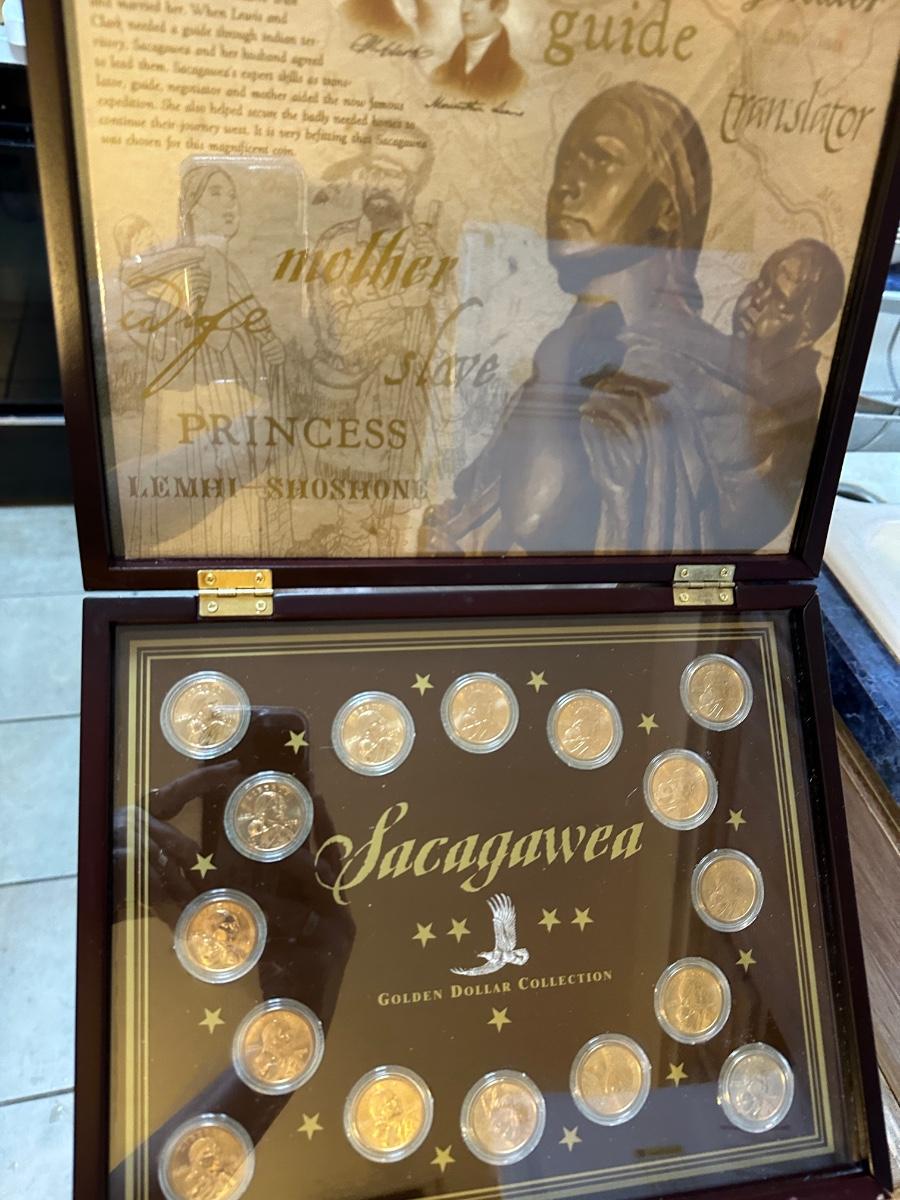 and married her. When Lewis and
Clark needed a guide through indian ter-
ritory, Sacagawea and her husband agreed
to lead them. Sacagawea's expert skills as trans-
lator, guide, negotiator and mother aided the now famous
expedition. She also helped secure the badly needed horses to
continue their journey west. It is very befitting that Sacagawea
was chosen for this magnificent coin.
guide
translator
mother
wife
slave
PRINCESS
LEMHI-SHOSHONE
Sacagawea
GOLDEN DOLLAR COLLECTION